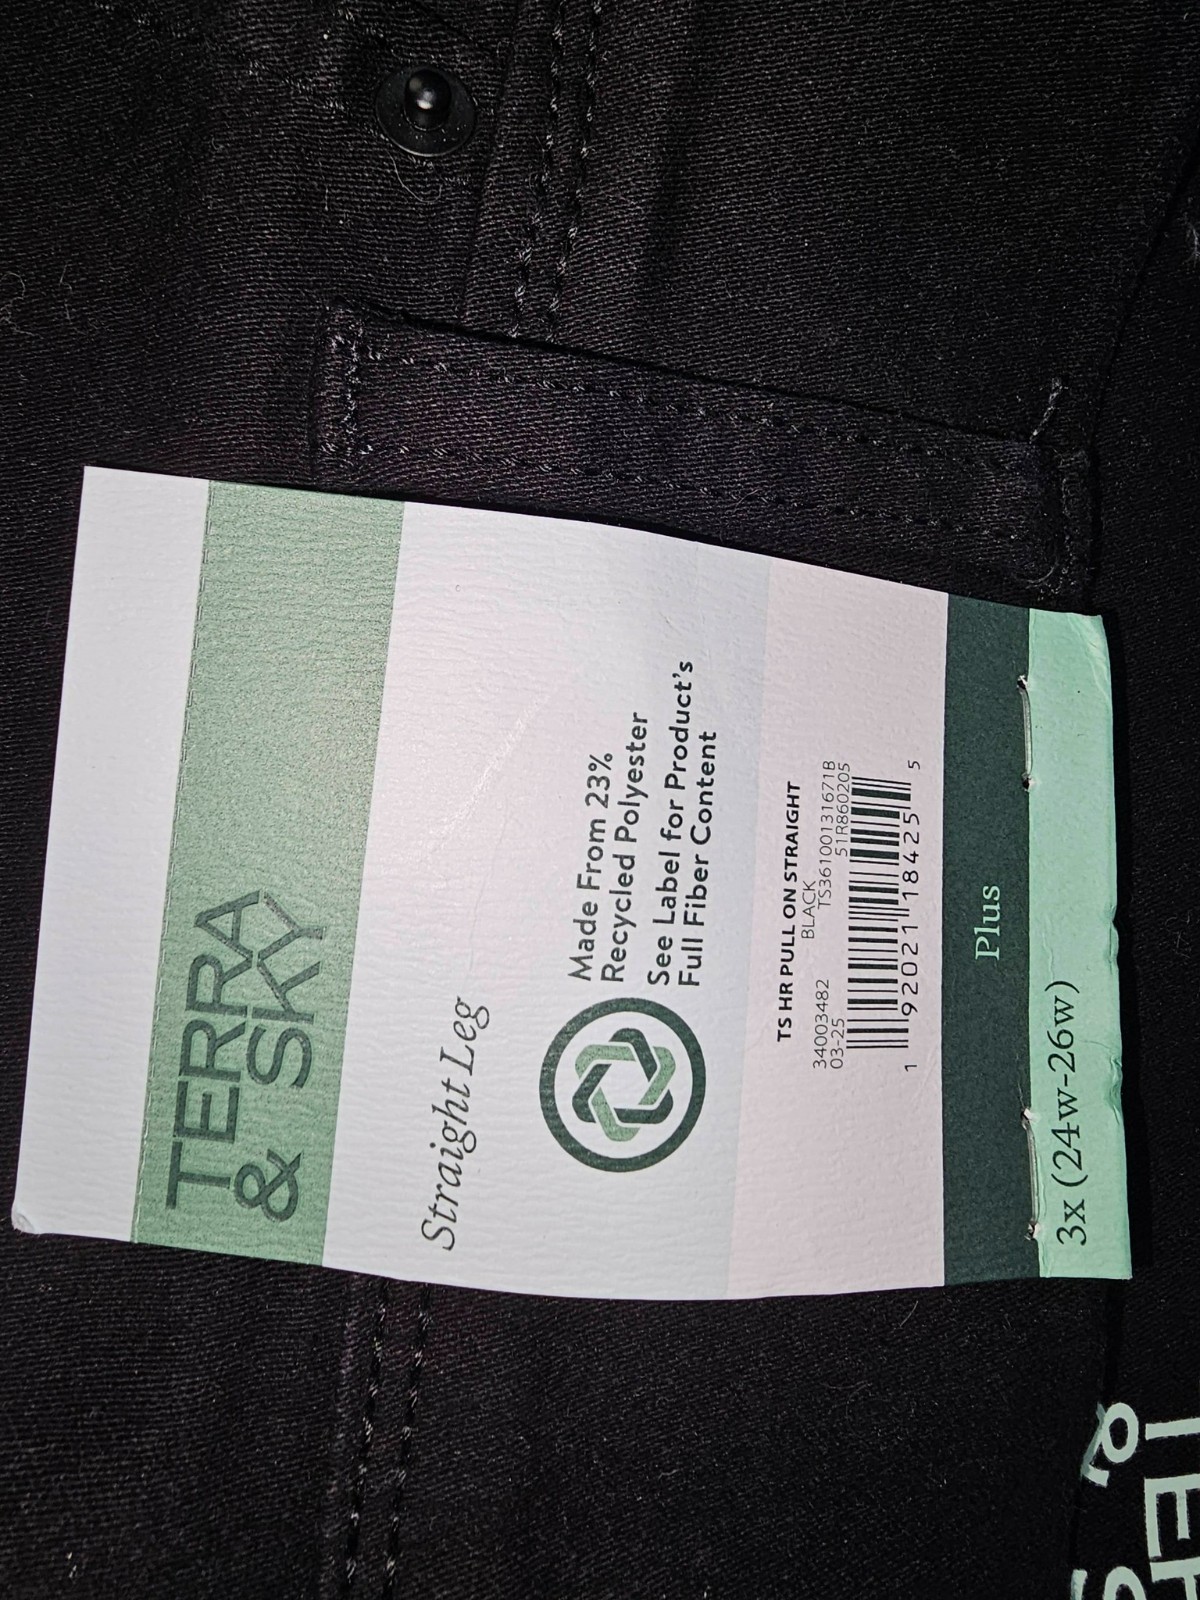 TERRA
& SKY
Straight Leg
Made From 23%
Recycled Polyester
See Label for Product's
Full Fiber Content
TS HR PULL ON STRAIGHT
BLACK
34003482 TS36100131671B
03-25 51R860205
1 92021 18425 5
Plus
3x (24w-26w)